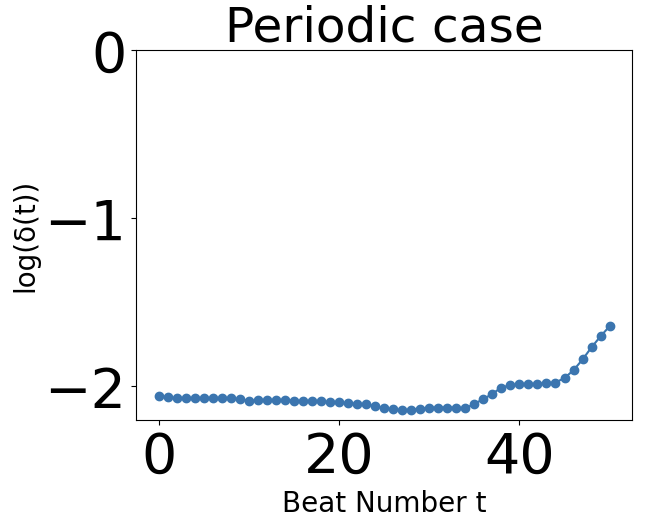 Periodic case
0
−1
−2
log(δ(t))
0 20 40
Beat Number t